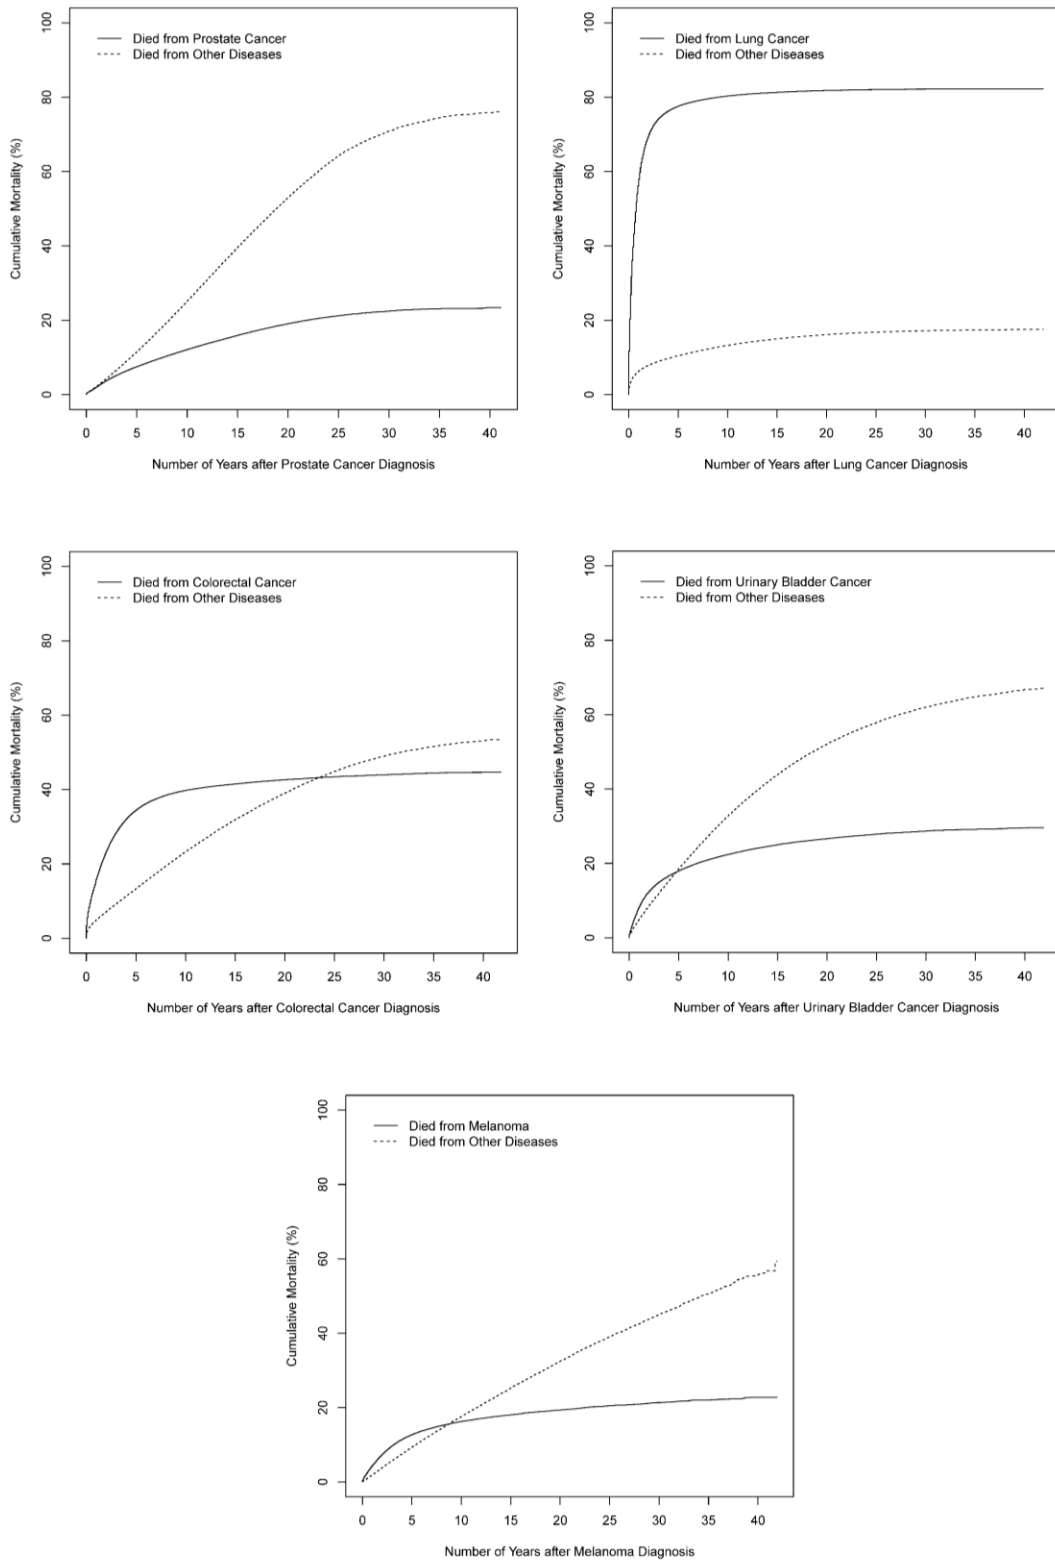 Died from Prostate Cancer
Died from Other Diseases
Cumulative Mortality (%)
100
80
60
40
20
0
0 5 10 15 20 25 30 35 40
Number of Years after Prostate Cancer Diagnosis
Died from Lung Cancer
Died from Other Diseases
Cumulative Mortality (%)
100
80
60
40
20
0
0 5 10 15 20 25 30 35 40
Number of Years after Lung Cancer Diagnosis
Died from Colorectal Cancer
Died from Other Diseases
Cumulative Mortality (%)
100
80
60
40
20
0
0 5 10 15 20 25 30 35 40
Number of Years after Colorectal Cancer Diagnosis
Died from Urinary Bladder Cancer
Died from Other Diseases
Cumulative Mortality (%)
100
80
60
40
20
0
0 5 10 15 20 25 30 35 40
Number of Years after Urinary Bladder Cancer Diagnosis
Died from Melanoma
Died from Other Diseases
Cumulative Mortality (%)
100
80
60
40
20
0
0 5 10 15 20 25 30 35 40
Number of Years after Melanoma Diagnosis